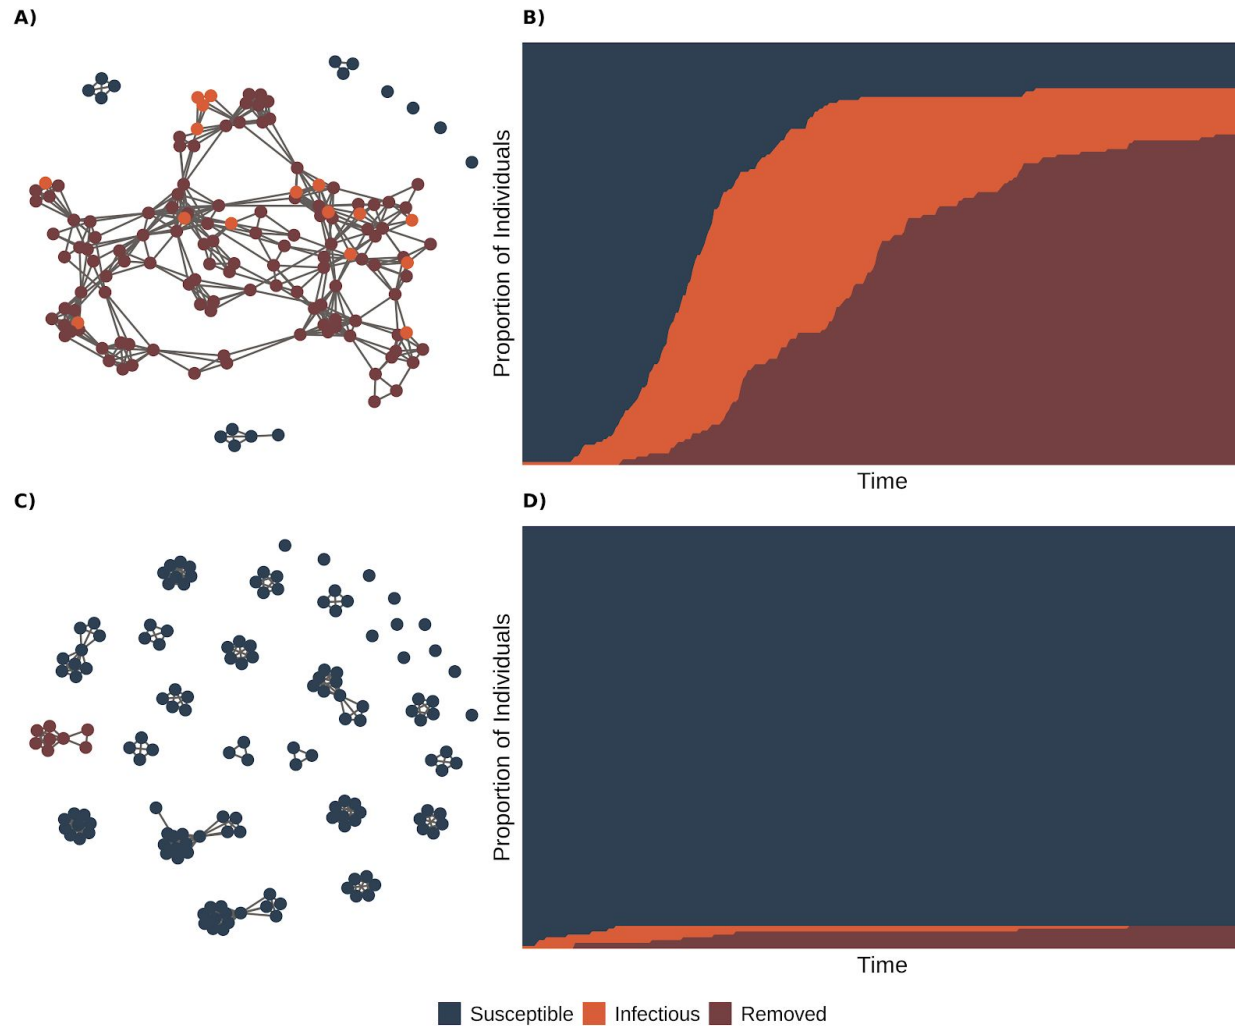 A)
B)
Proportion of Individuals
Time
C)
D)
Proportion of Individuals
Time
Susceptible Infectious Removed